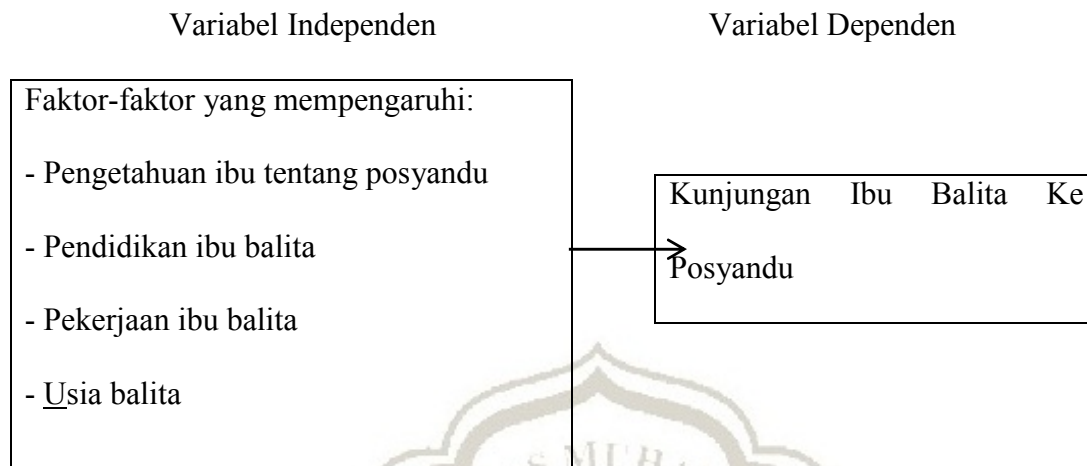 Variabel Independen
Variabel Dependen
Faktor-faktor yang mempengaruhi:
- Pengetahuan ibu tentang posyandu
- Pendidikan ibu balita
- Pekerjaan ibu balita
- Usia balita
Kunjungan Ibu Balita Ke
Posyandu
S MUH